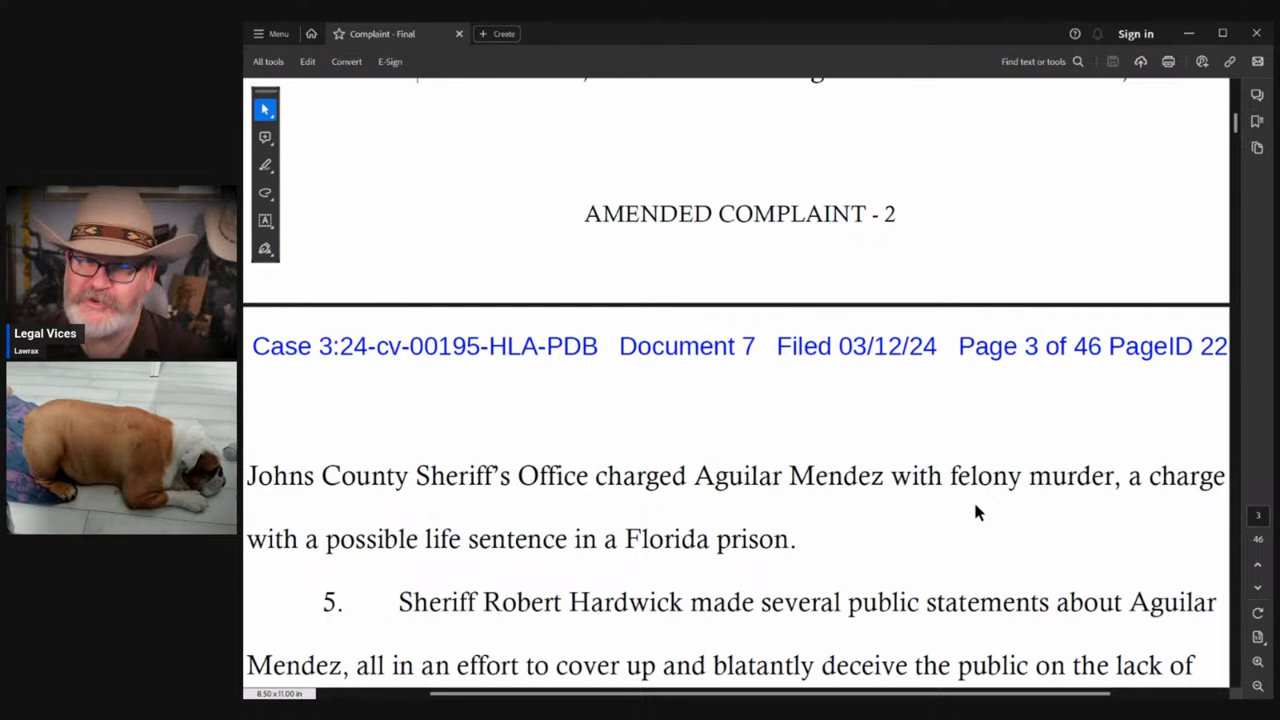 Menu
Complaint - Final
Create
Sign in
All tools
Edit
Convert
E-Sign
Find text or tools
AMENDED COMPLAINT - 2
Case 3:24-cv-00195-HLA-PDB Document 7 Filed 03/12/24 Page 3 of 46 PageID 22
Johns County Sheriff’s Office charged Aguilar Mendez with felony murder, a charge
with a possible life sentence in a Florida prison.
5. Sheriff Robert Hardwick made several public statements about Aguilar
Mendez, all in an effort to cover up and blatantly deceive the public on the lack of
8.50 x 11.00 in
3
46
Legal Vices
Lawrax